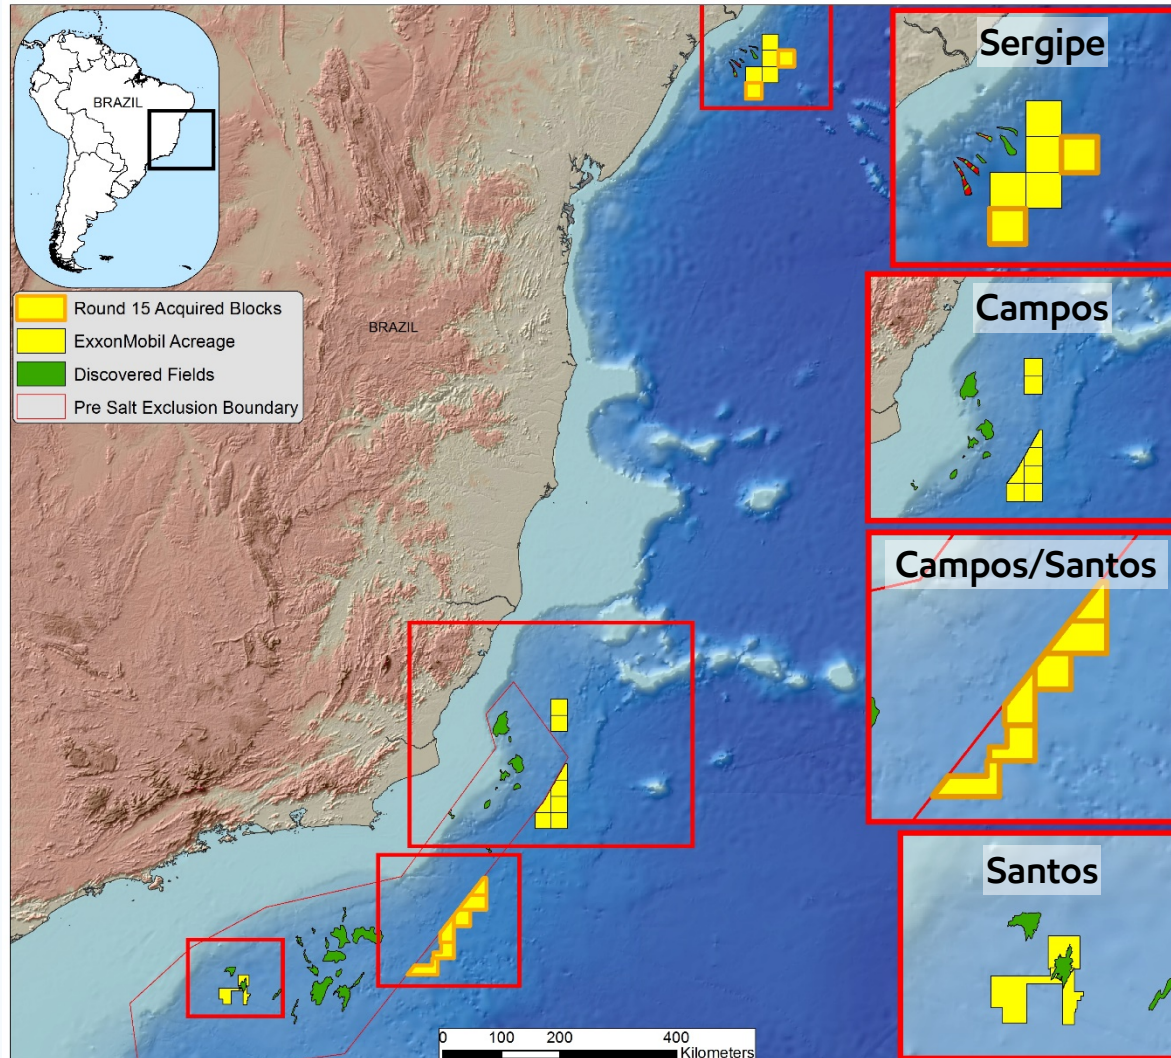 BRAZIL
Round 15 Acquired Blocks
ExxonMobil Acreage
Discovered Fields
Pre Salt Exclusion Boundary
BRAZIL
Sergipe
Campos
Campos/Santos
Santos
0 100 200 400
Kilometers